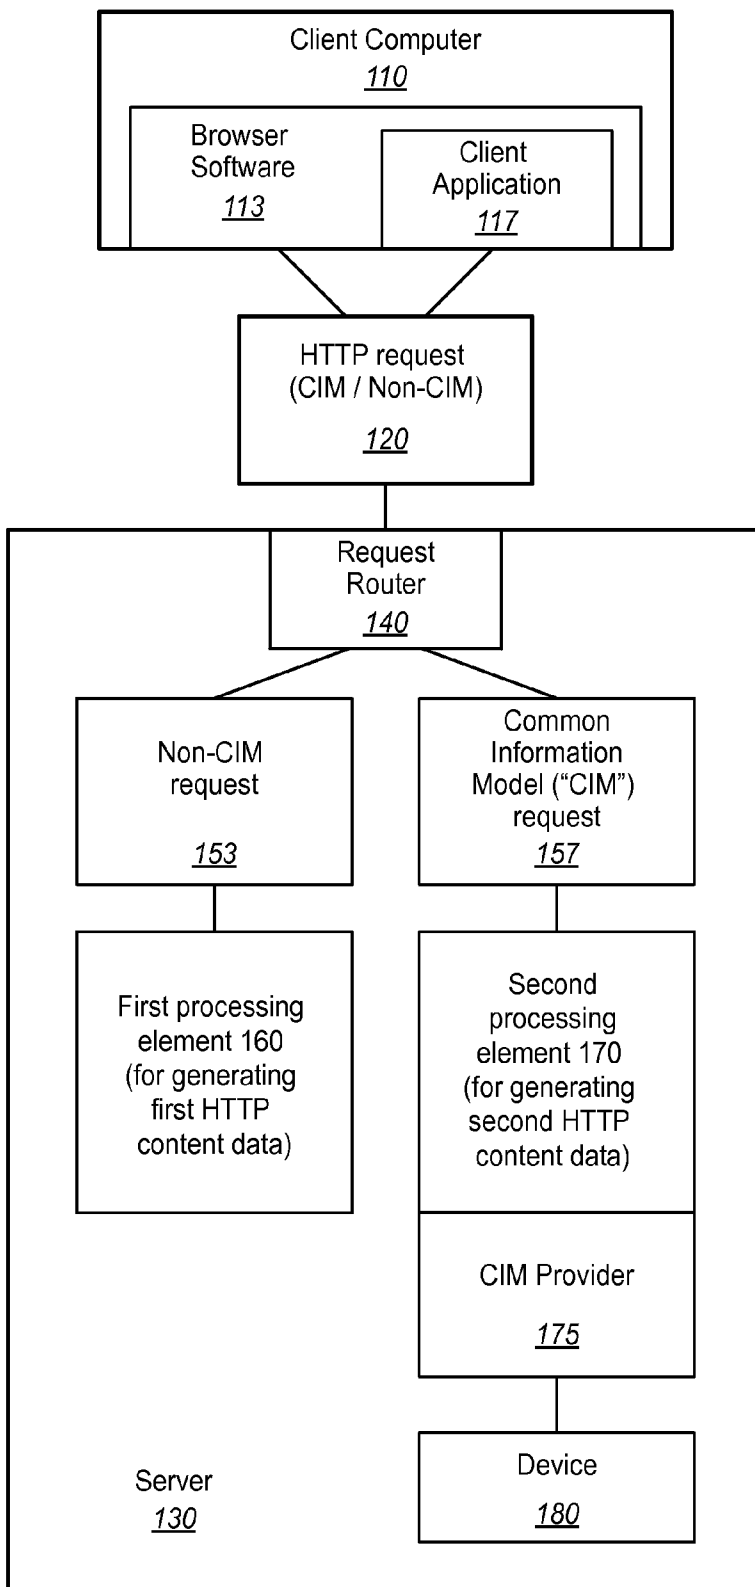 Client Computer
110
Browser
Software
113
Client
Application
117
HTTP request
(CIM / Non-CIM)
120
Request
Router
140
Non-CIM
request
153
Common
Information
Model (“CIM”)
request
157
First processing
element 160
(for generating
first HTTP
content data)
Second
processing
element 170
(for generating
second HTTP
content data)
CIM Provider
175
Device
180
Server
130